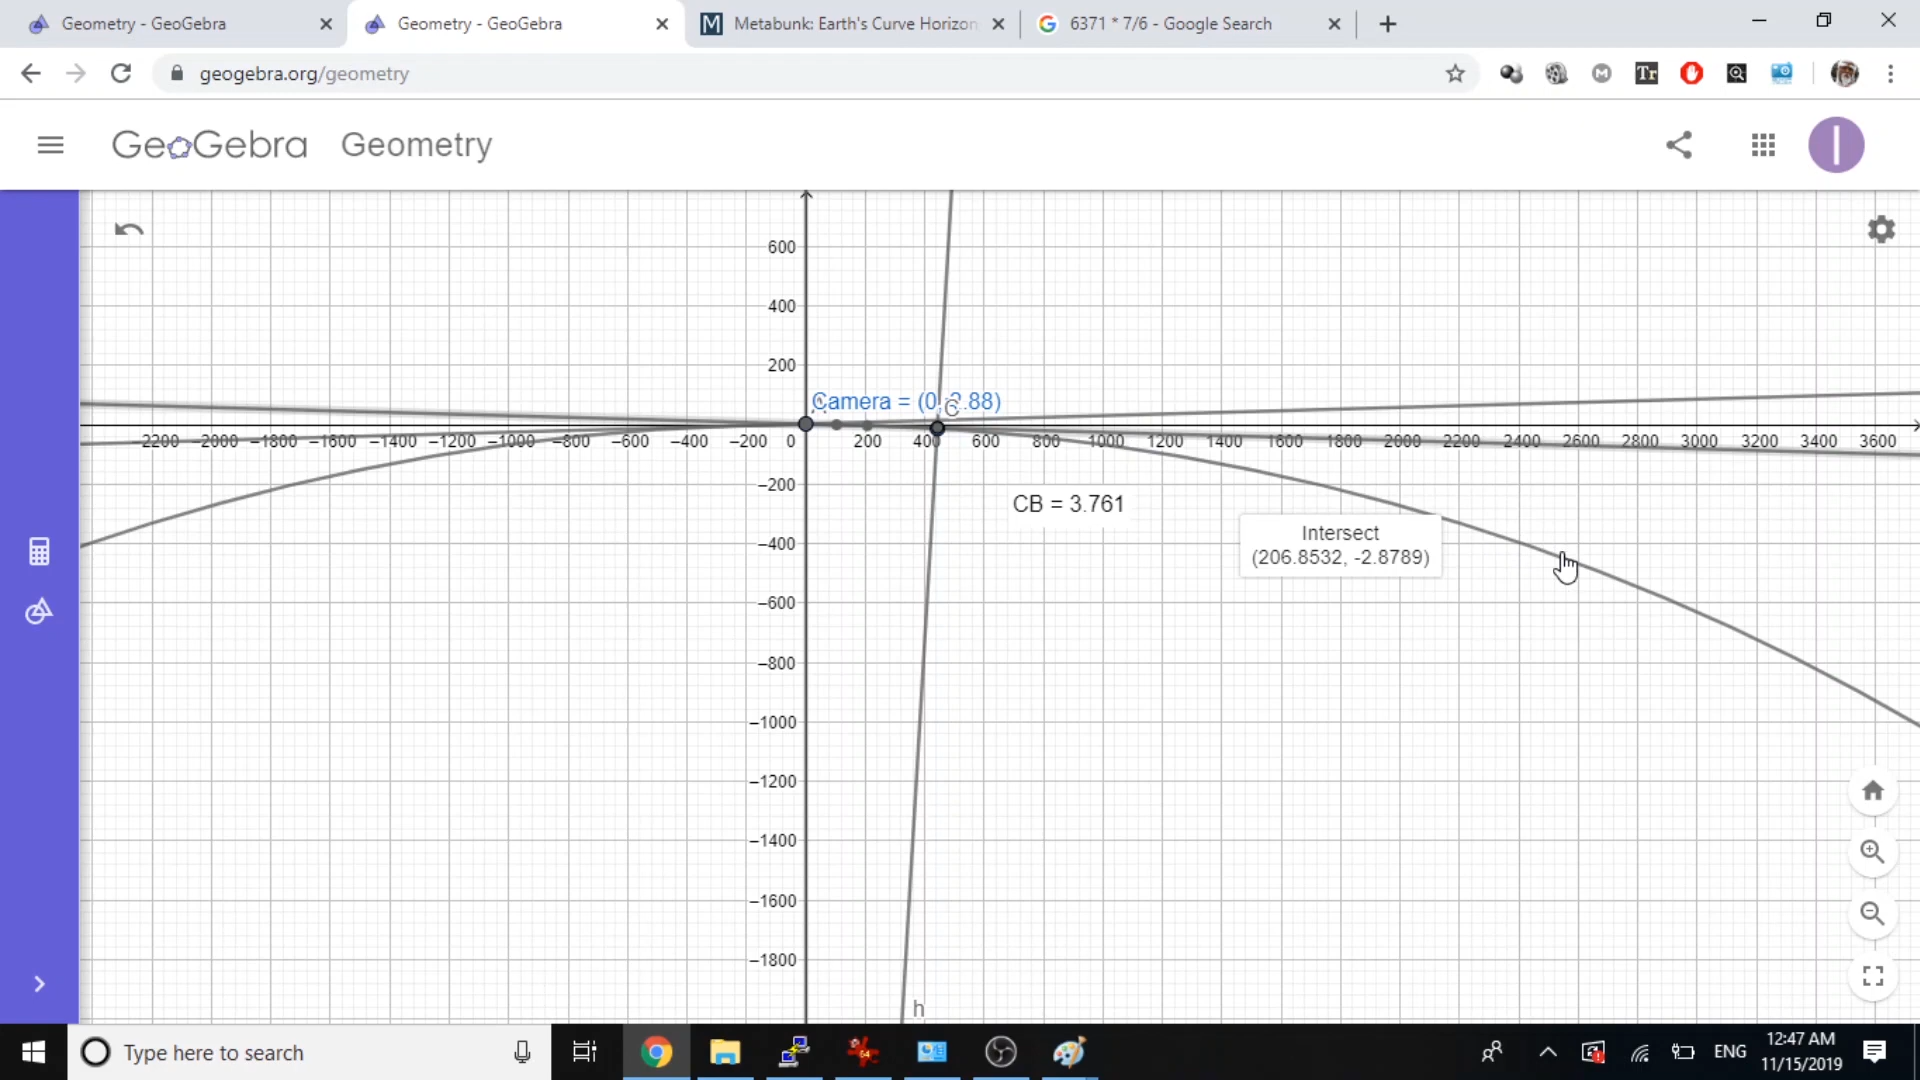 Geometry - GeoGebra
Geometry - GeoGebra
Metabunk: Earth's Curve Horizon
6371 * 7/6 - Google Search
geogebra.org/geometry
GeoGebra Geometry
600
400
200
Camera = (0, 2.88)
C
−2200 −2000 −1800 −1600 −1400 −1200 −1000 −800 −600 −400 −200 0 200 400 600 800 1000 1200 1400 1600 1800 2000 2200 2400 2600 2800 3000 3200 3400 3600
−200
CB = 3.761
Intersect
(206.8532, -2.8789)
−400
−600
−800
−1000
−1200
−1400
−1600
−1800
h
Type here to search
64
ENG
12:47 AM
11/15/2019